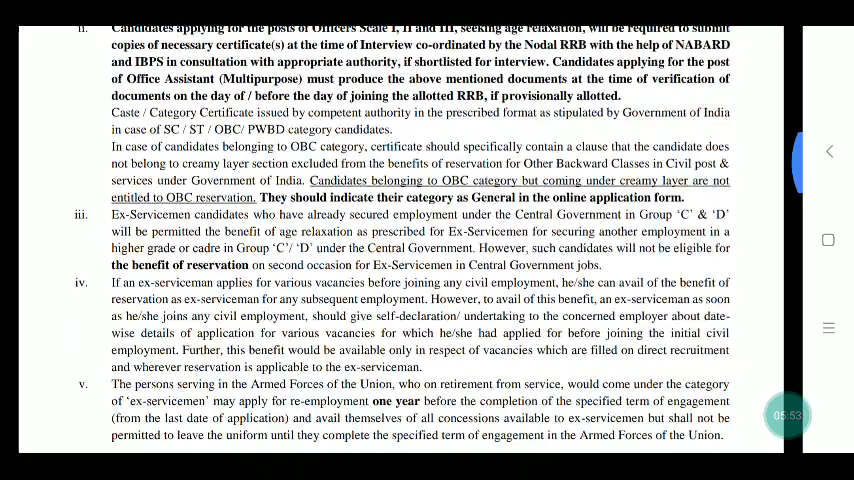 ii. Candidates applying for the posts of Officers Scale I, II and III, seeking age relaxation, will be required to submit
copies of necessary certificate(s) at the time of Interview co-ordinated by the Nodal RRB with the help of NABARD
and IBPS in consultation with appropriate authority, if shortlisted for interview. Candidates applying for the post
of Office Assistant (Multipurpose) must produce the above mentioned documents at the time of verification of
documents on the day of / before the day of joining the allotted RRB, if provisionally allotted.
Caste / Category Certificate issued by competent authority in the prescribed format as stipulated by Government of India
in case of SC / ST / OBC/ PWBD category candidates.
In case of candidates belonging to OBC category, certificate should specifically contain a clause that the candidate does
not belong to creamy layer section excluded from the benefits of reservation for Other Backward Classes in Civil post &
services under Government of India. Candidates belonging to OBC category but coming under creamy layer are not
entitled to OBC reservation. They should indicate their category as General in the online application form.
iii. Ex-Servicemen candidates who have already secured employment under the Central Government in Group ‘C’ & ‘D’
will be permitted the benefit of age relaxation as prescribed for Ex-Servicemen for securing another employment in a
higher grade or cadre in Group ‘C’/ ‘D’ under the Central Government. However, such candidates will not be eligible for
the benefit of reservation on second occasion for Ex-Servicemen in Central Government jobs.
iv. If an ex-serviceman applies for various vacancies before joining any civil employment, he/she can avail of the benefit of
reservation as ex-serviceman for any subsequent employment. However, to avail of this benefit, an ex-serviceman as soon
as he/she joins any civil employment, should give self-declaration/ undertaking to the concerned employer about date-
wise details of application for various vacancies for which he/she had applied for before joining the initial civil
employment. Further, this benefit would be available only in respect of vacancies which are filled on direct recruitment
and wherever reservation is applicable to the ex-serviceman.
v. The persons serving in the Armed Forces of the Union, who on retirement from service, would come under the category
of ‘ex-servicemen’ may apply for re-employment one year before the completion of the specified term of engagement
(from the last date of application) and avail themselves of all concessions available to ex-servicemen but shall not be
permitted to leave the uniform until they complete the specified term of engagement in the Armed Forces of the Union.
05:53